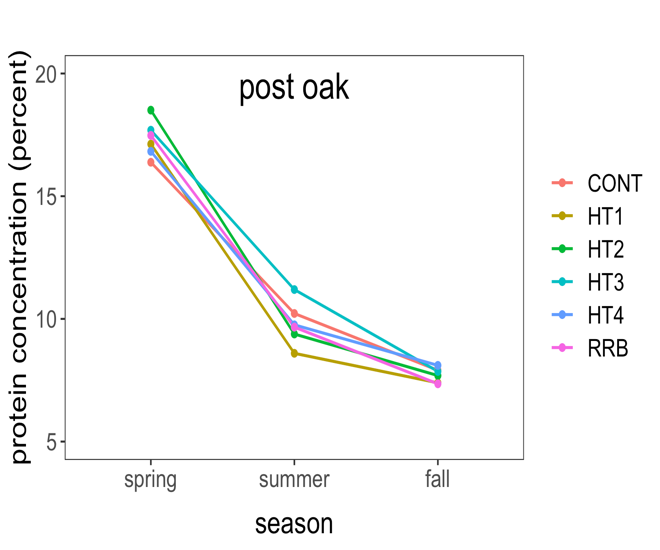 post oak
protein concentration (percent)
20
15
10
5
spring summer fall
season
CONT
HT1
HT2
HT3
HT4
RRB